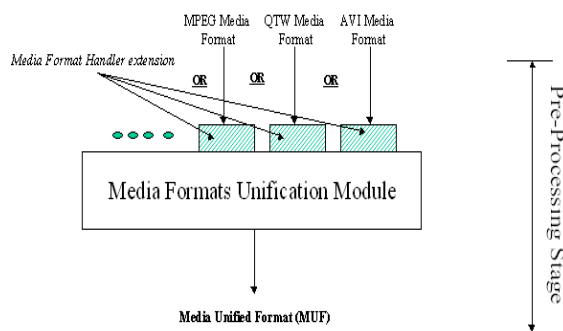 MPEG Media Format
QTW Media Format
AVI Media Format
Media Format Handler extension
OR
OR
OR
Media Formats Unification Module
Media Unified Format (MUF)
Pre-Processing Stage